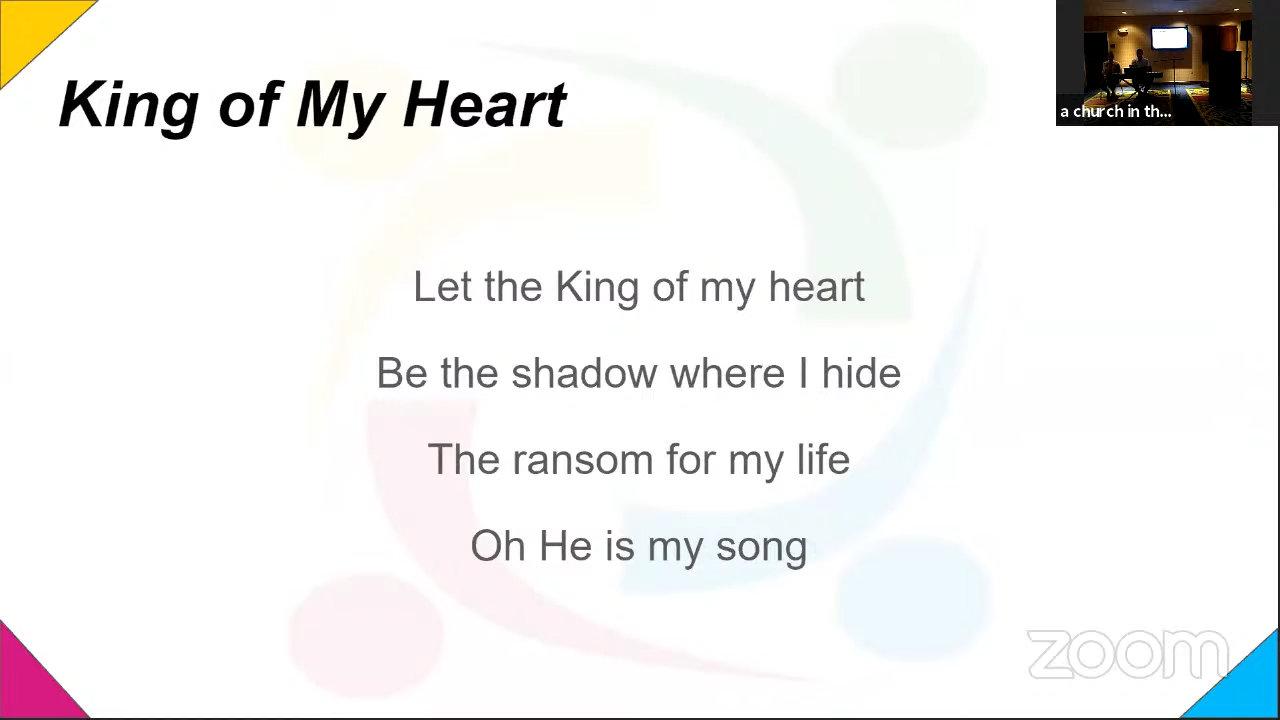 King of My Heart
a church in th...
Let the King of my heart
Be the shadow where I hide
The ransom for my life
Oh He is my song
zoom